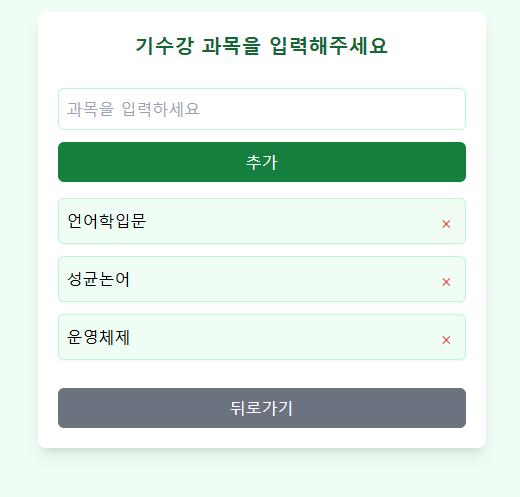 기수강 과목을 입력해주세요
과목을 입력하세요
추가
언어학입문 ×
성균논어 ×
운영체제 ×
뒤로가기